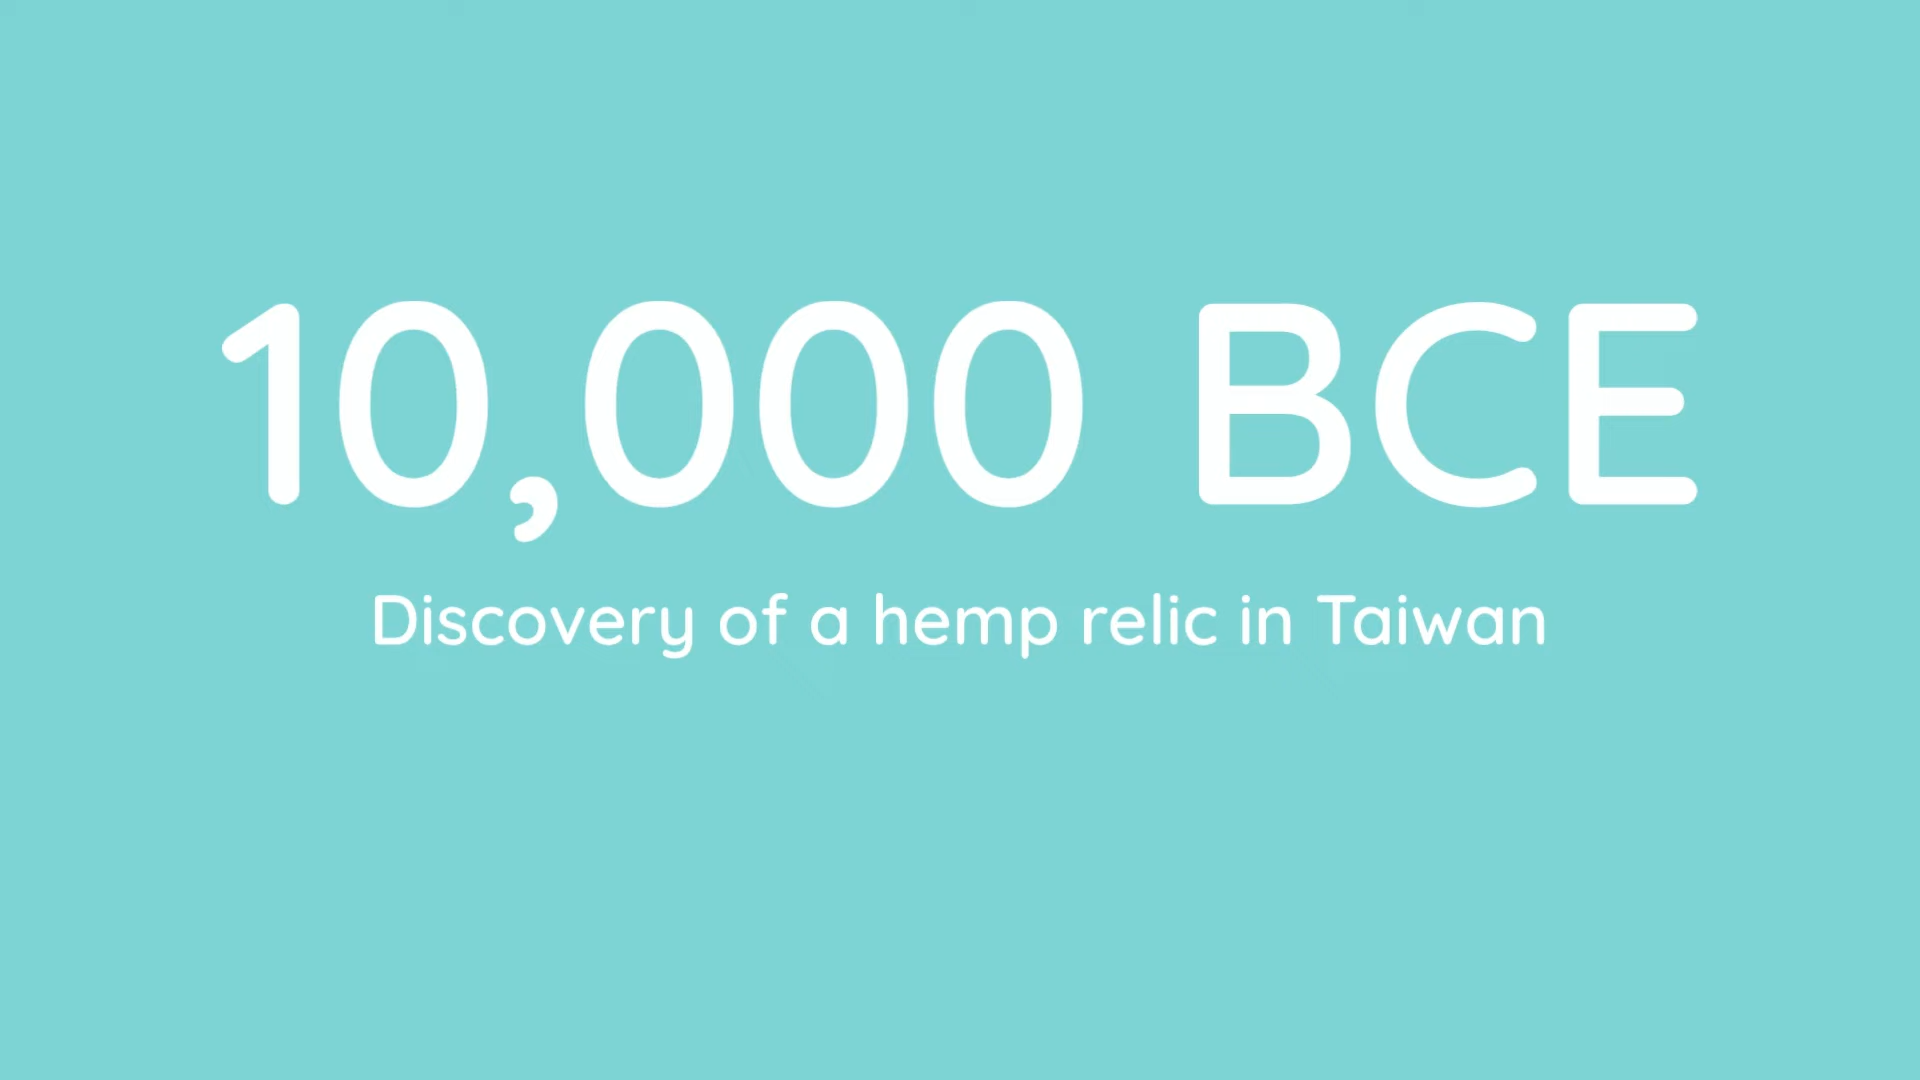 10,000 BCE
Discovery of a hemp relic in Taiwan